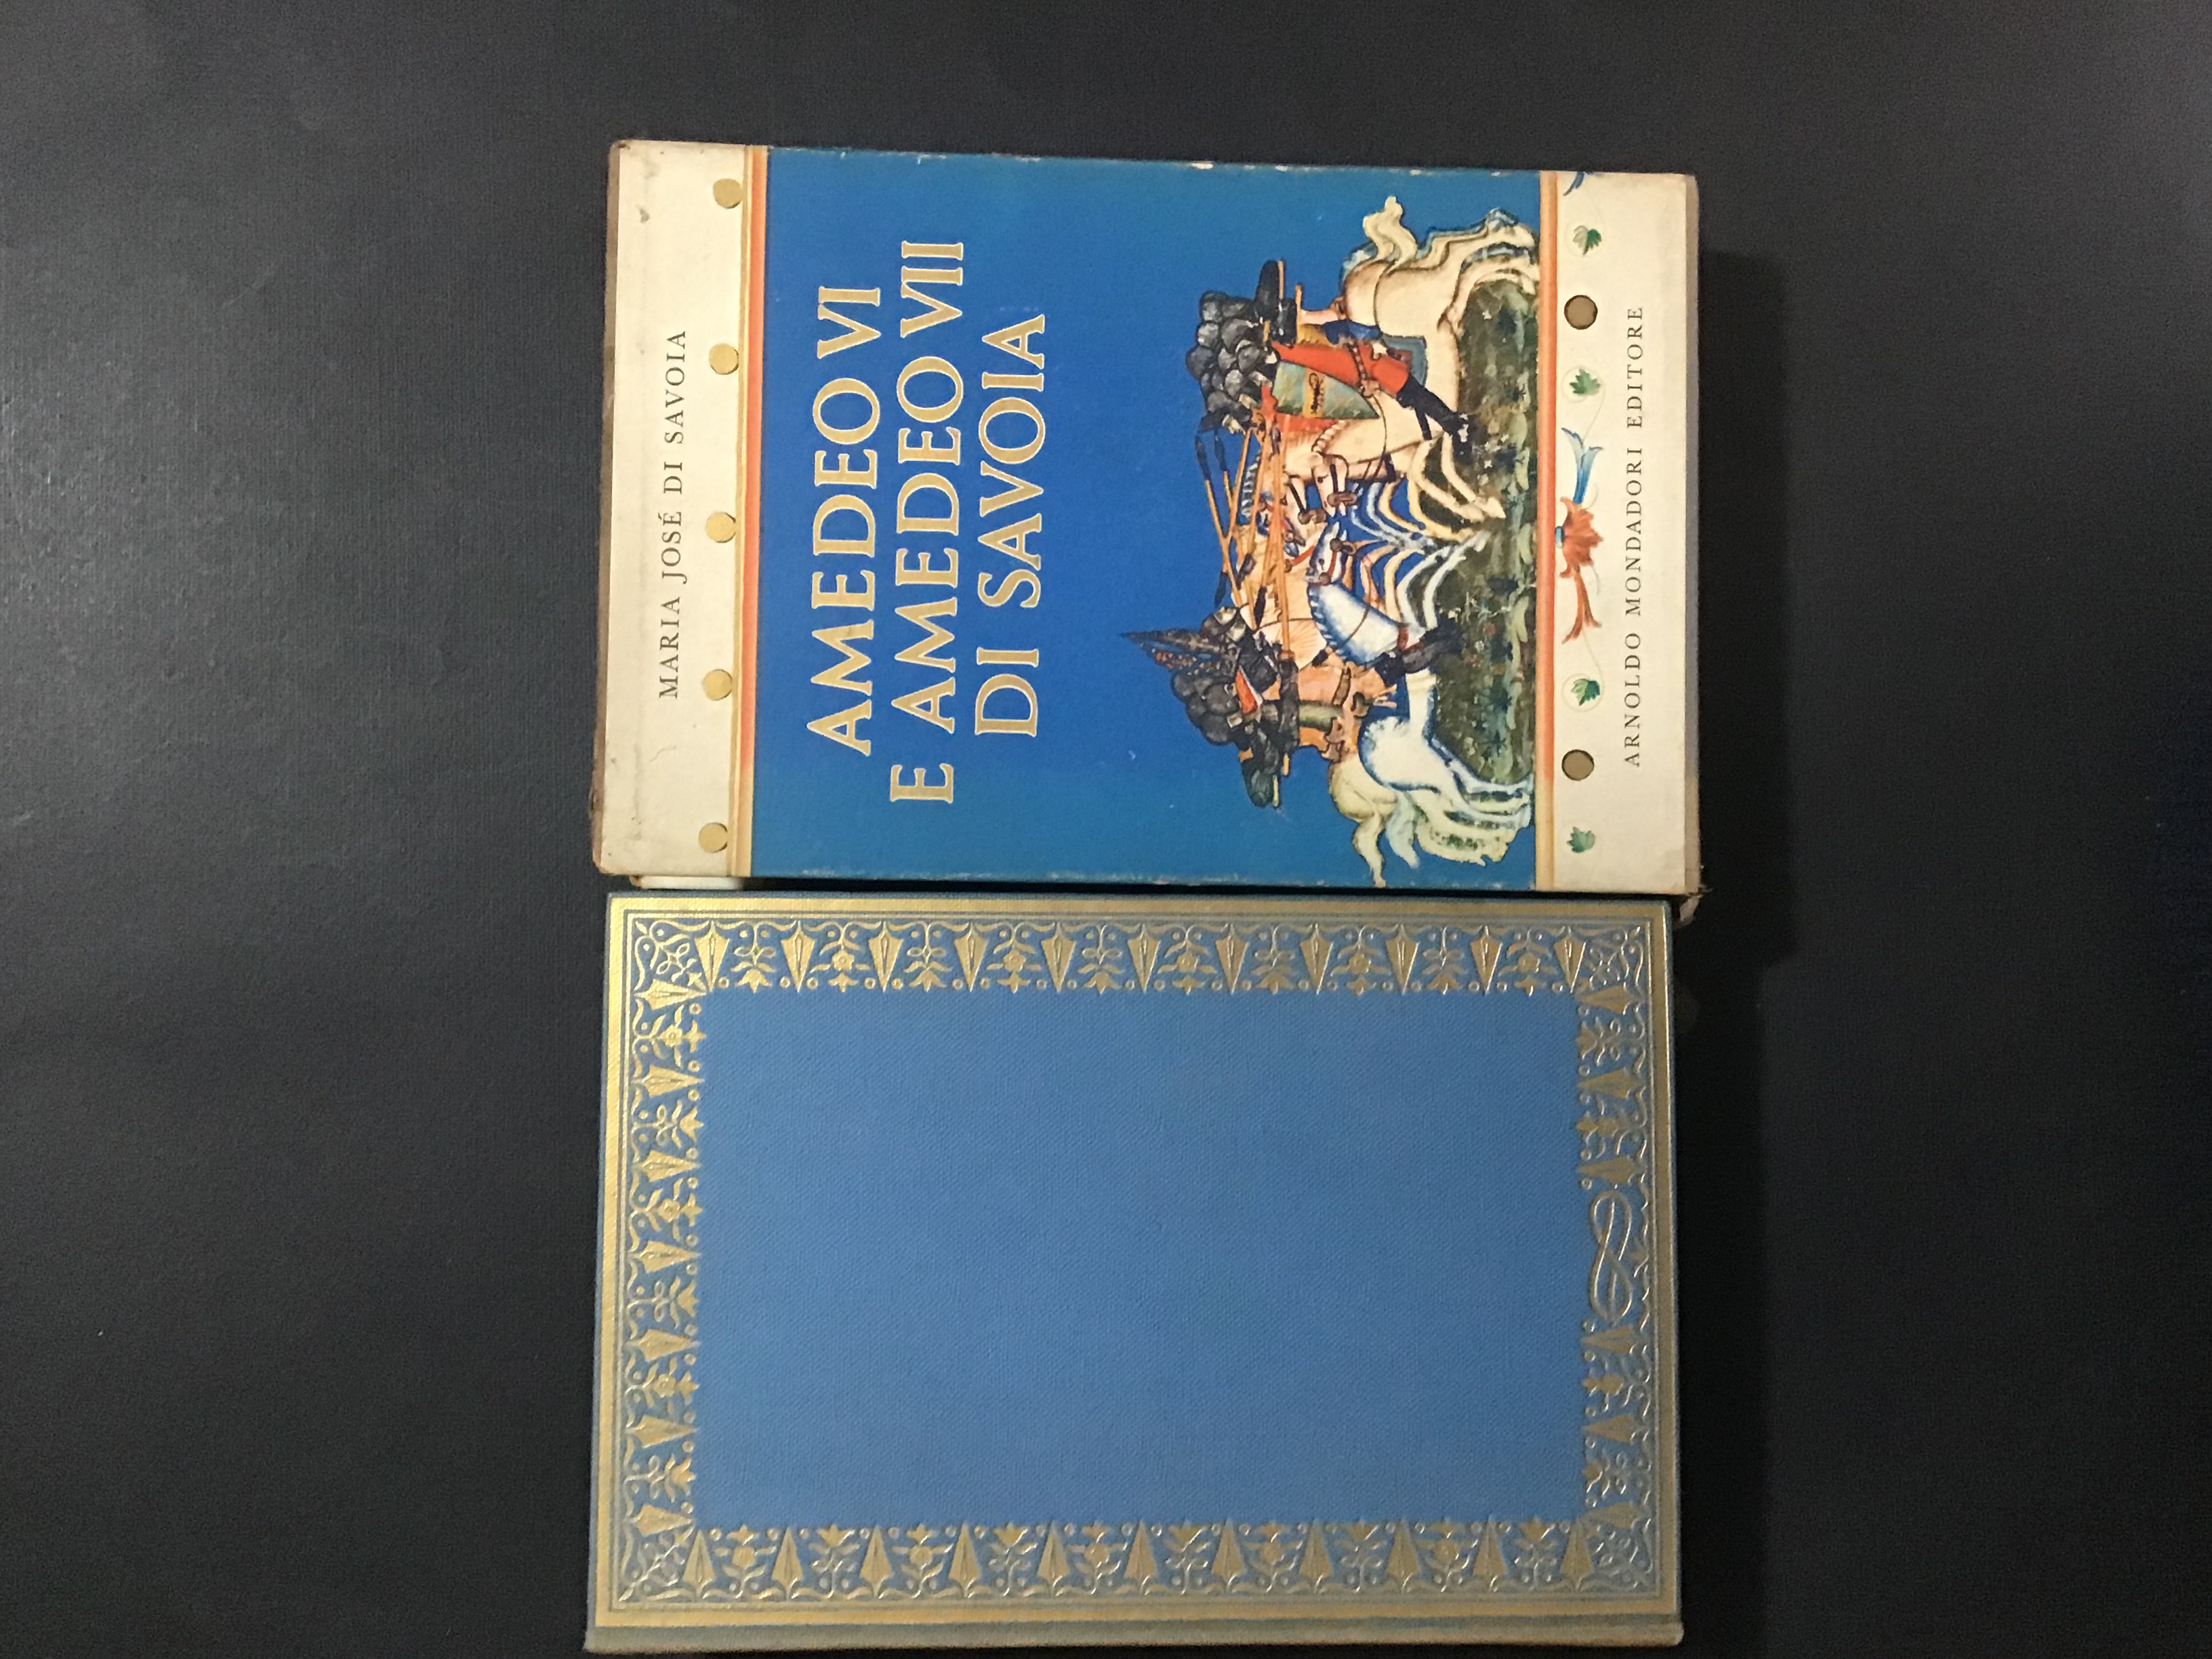 MARIA JOSÉ DI SAVOIA
AMEDEO VI
E AMEDEO VII
DI SAVOIA
ARNOLDO MONDADORI EDITORE